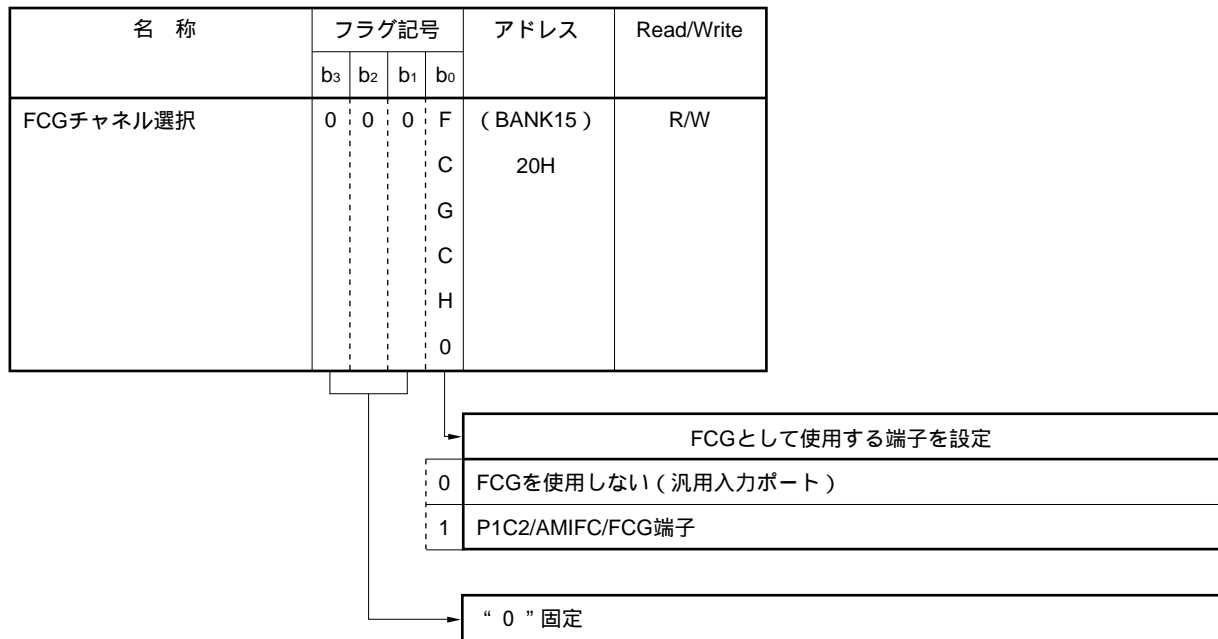 名 称 フラグ記号 アドレス Read/Write
b3 b2 b1 b0
FCGチャネル選択 0 0 0 F (BANK15) R/W
C 20H
G
C
H
0
FCGとして使用する端子を設定
0 FCGを使用しない(汎用入力ポート)
1 P1C2/AMIFC/FCG端子
“0”固定